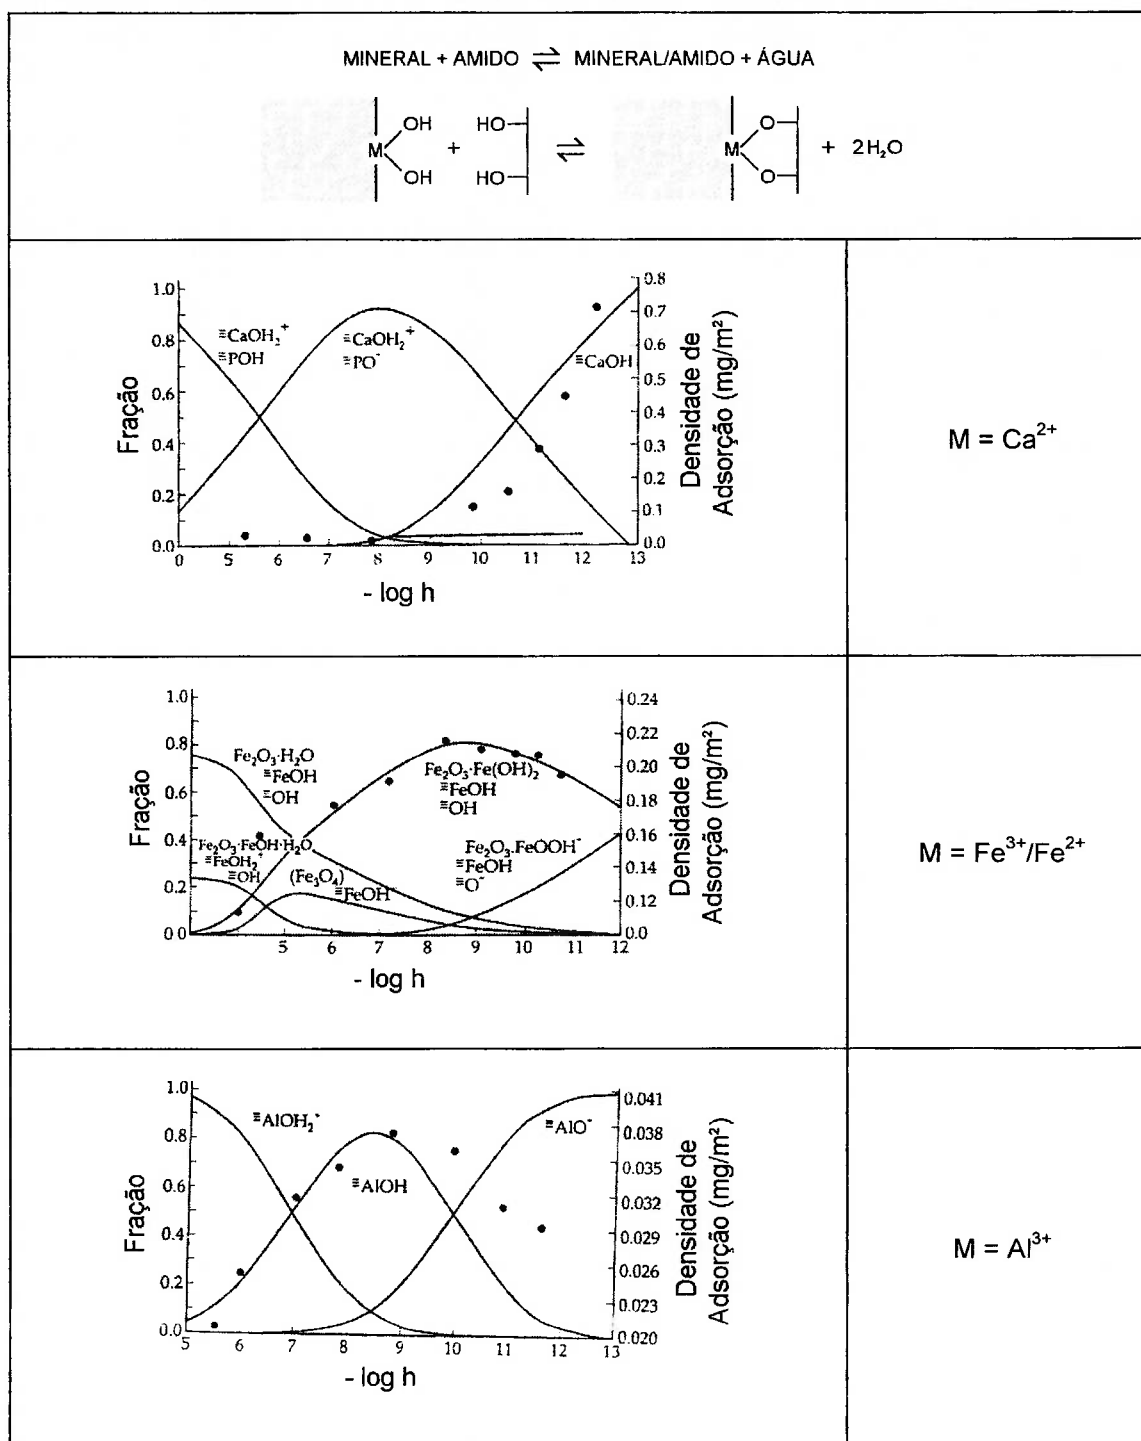 MINERAL + AMIDO ⇌ MINERAL/AMIDO + ÁGUA
M OH OH + HO HO ⇌ M O O + 2H₂O
1.0 0.8 0.6 0.4 0.2 0.0
Fração
≡CaOH₂⁺
≡POH
≡CaOH₂⁺
≡PO⁻
≡CaOH
0.8 0.7 0.6 0.5 0.4 0.3 0.2 0.1 0.0
Densidade de
Adsorção (mg/m²)
0 5 6 7 8 9 10 11 12 13
- log h
M = Ca²⁺
1.0 0.8 0.6 0.4 0.2 0.0
Fração
Fe₂O₃·H₂O
≡FeOH
≡OH
Fe₂O₃·FeOH·H₂O
≡FeOH₂⁺
≡OH
(Fe₃O₄)
≡FeOH
Fe₂O₃·Fe(OH)₂
≡FeOH
≡OH
Fe₂O₃.FeOOH⁻
≡FeOH
≡O⁻
0.24 0.22 0.20 0.18 0.16 0.14 0.12 0.10 0.0
Densidade de
Adsorção (mg/m²)
5 6 7 8 9 10 11 12
- log h
M = Fe³⁺/Fe²⁺
1.0 0.8 0.6 0.4 0.2 0.0
Fração
≡AlOH₂⁺
≡AlOH
≡AlO⁻
0.041 0.038 0.035 0.032 0.029 0.026 0.023 0.020
Densidade de
Adsorção (mg/m²)
5 6 7 8 9 10 11 12 13
- log h
M = Al³⁺